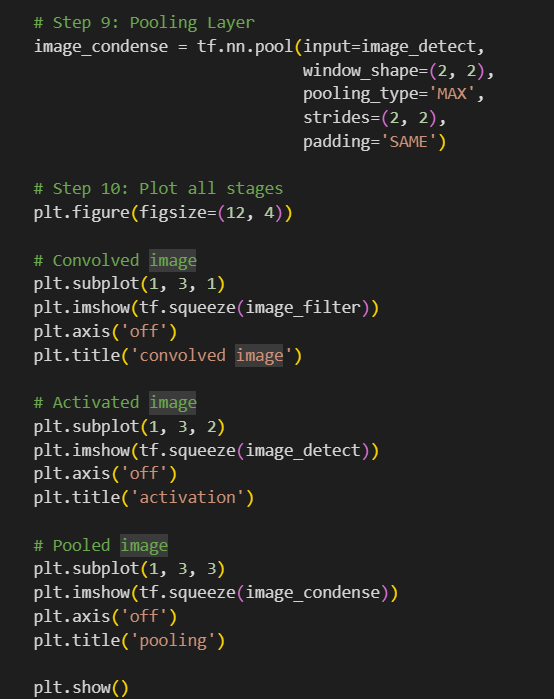 # Step 9: Pooling Layer
image_condense = tf.nn.pool(input=image_detect,
                            window_shape=(2, 2),
                            pooling_type='MAX',
                            strides=(2, 2),
                            padding='SAME')

# Step 10: Plot all stages
plt.figure(figsize=(12, 4))

# Convolved image
plt.subplot(1, 3, 1)
plt.imshow(tf.squeeze(image_filter))
plt.axis('off')
plt.title('convolved image')

# Activated image
plt.subplot(1, 3, 2)
plt.imshow(tf.squeeze(image_detect))
plt.axis('off')
plt.title('activation')

# Pooled image
plt.subplot(1, 3, 3)
plt.imshow(tf.squeeze(image_condense))
plt.axis('off')
plt.title('pooling')

plt.show()